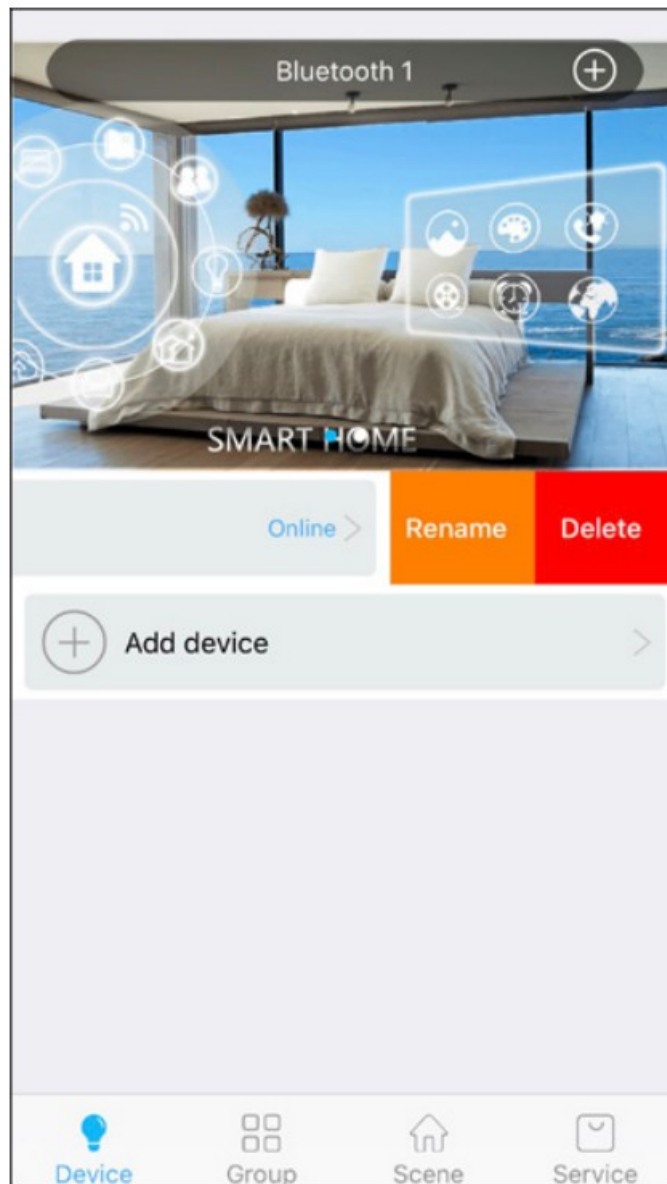 Bluetooth 1
SMART HOME
Online
Rename
Delete
Add device
Device
Group
Scene
Service